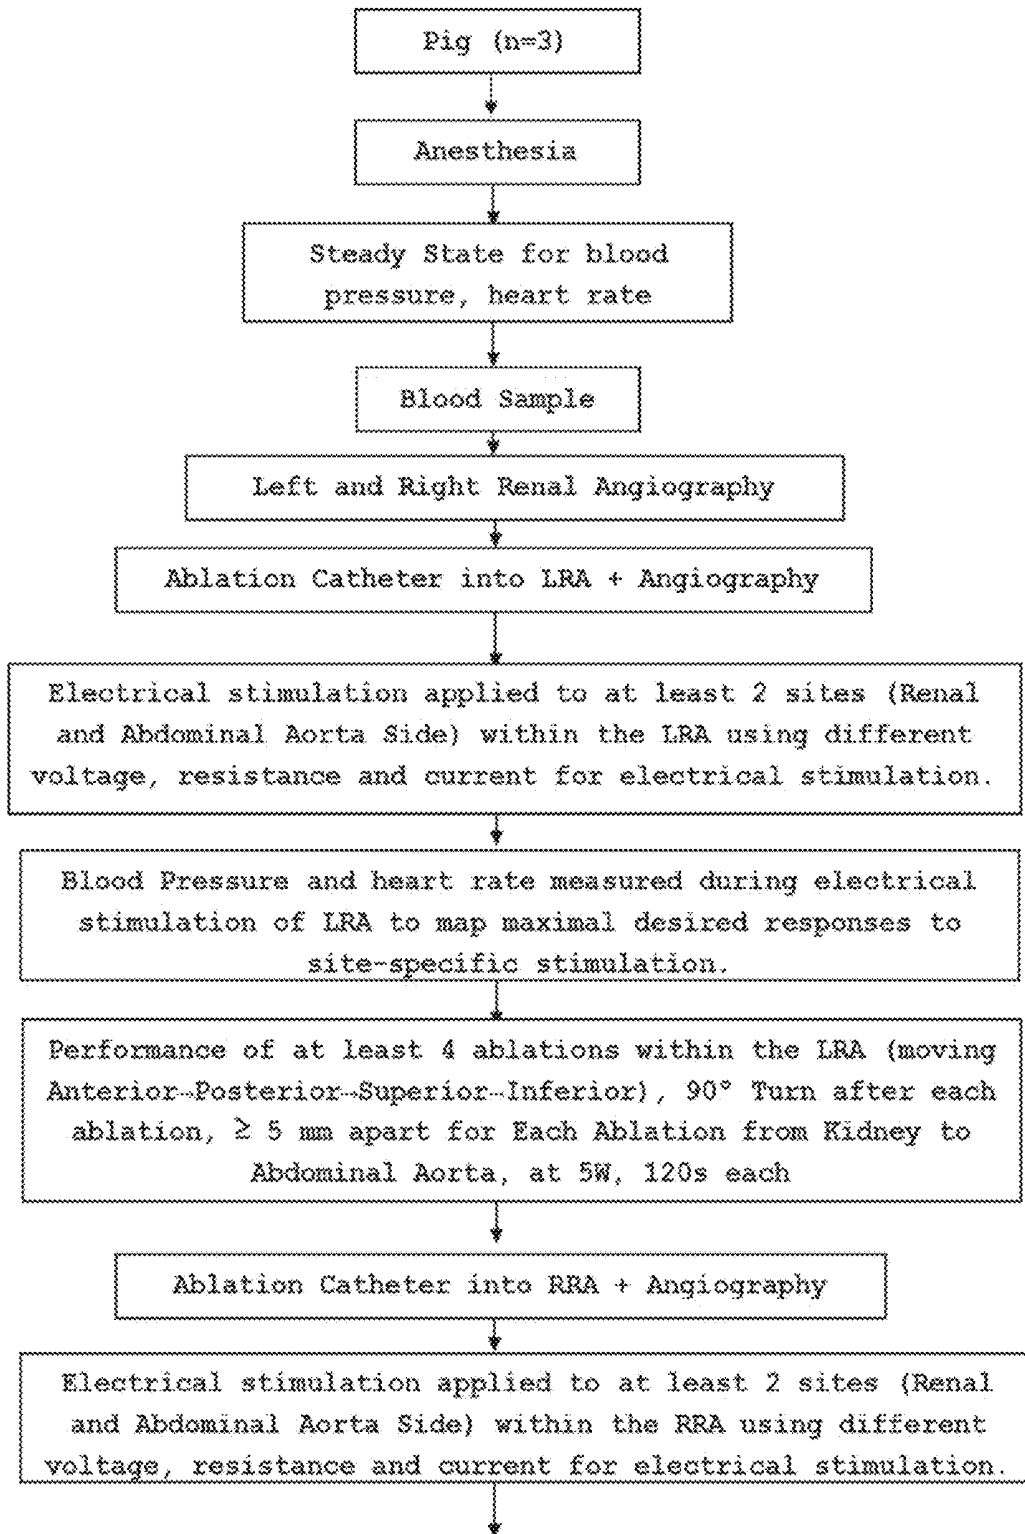 Pig (n=3)
Anesthesia
Steady State for blood
pressure, heart rate
Blood Sample
Left and Right Renal Angiography
Ablation Catheter into LRA + Angiography
Electrical stimulation applied to at least 2 sites (Renal
and Abdominal Aorta Side) within the LRA using different
voltage, resistance and current for electrical stimulation.
Blood Pressure and heart rate measured during electrical
stimulation of LRA to map maximal desired responses to
site-specific stimulation.
Performance of at least 4 ablations within the LRA (moving
Anterior→Posterior→Superior→Inferior), 90° Turn after each
ablation, ≥ 5 mm apart for Each Ablation from Kidney to
Abdominal Aorta, at 5W, 120s each
Ablation Catheter into RRA + Angiography
Electrical stimulation applied to at least 2 sites (Renal
and Abdominal Aorta Side) within the RRA using different
voltage, resistance and current for electrical stimulation.